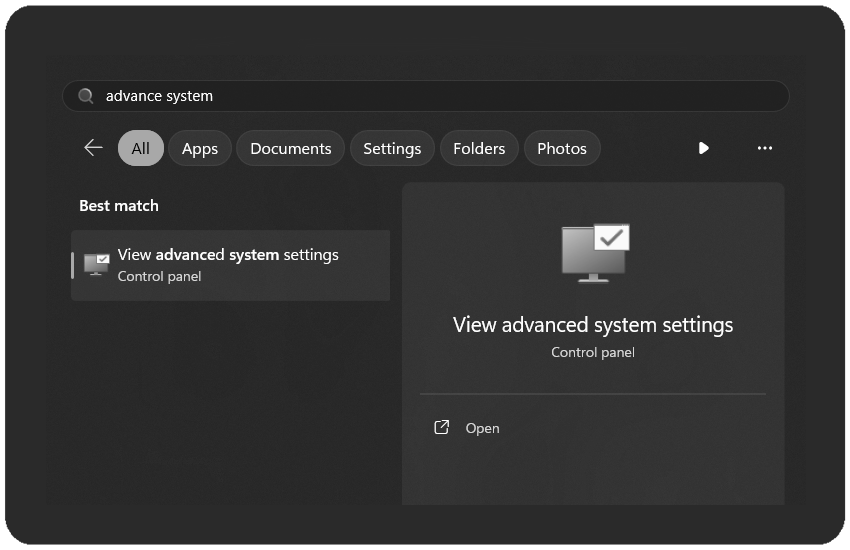 advance system
All Apps Documents Settings Folders Photos
Best match
View advanced system settings
Control panel
View advanced system settings
Control panel
Open